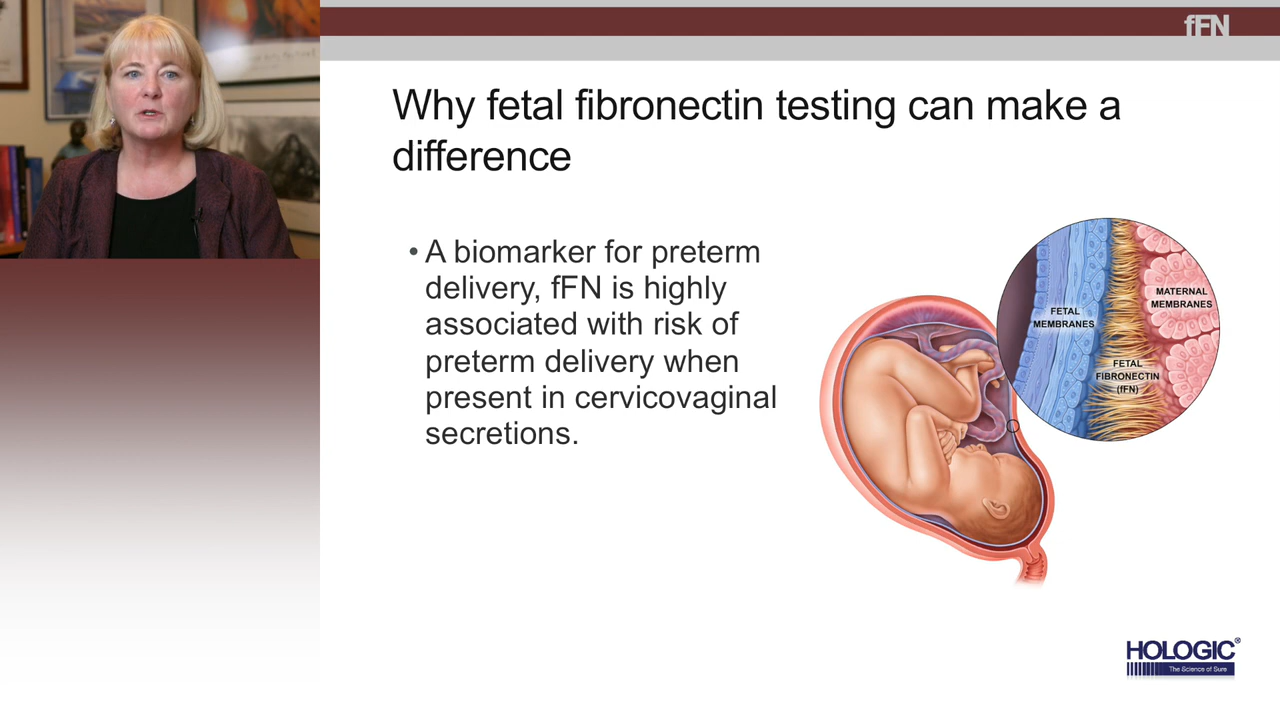 fFN
Why fetal fibronectin testing can make a
difference
• A biomarker for preterm
delivery, fFN is highly
associated with risk of
preterm delivery when
present in cervicovaginal
secretions.
FETAL
MEMBRANES
MATERNAL
MEMBRANES
FETAL
FIBRONECTIN
(fFN)
HOLOGIC®
The Science of Sure